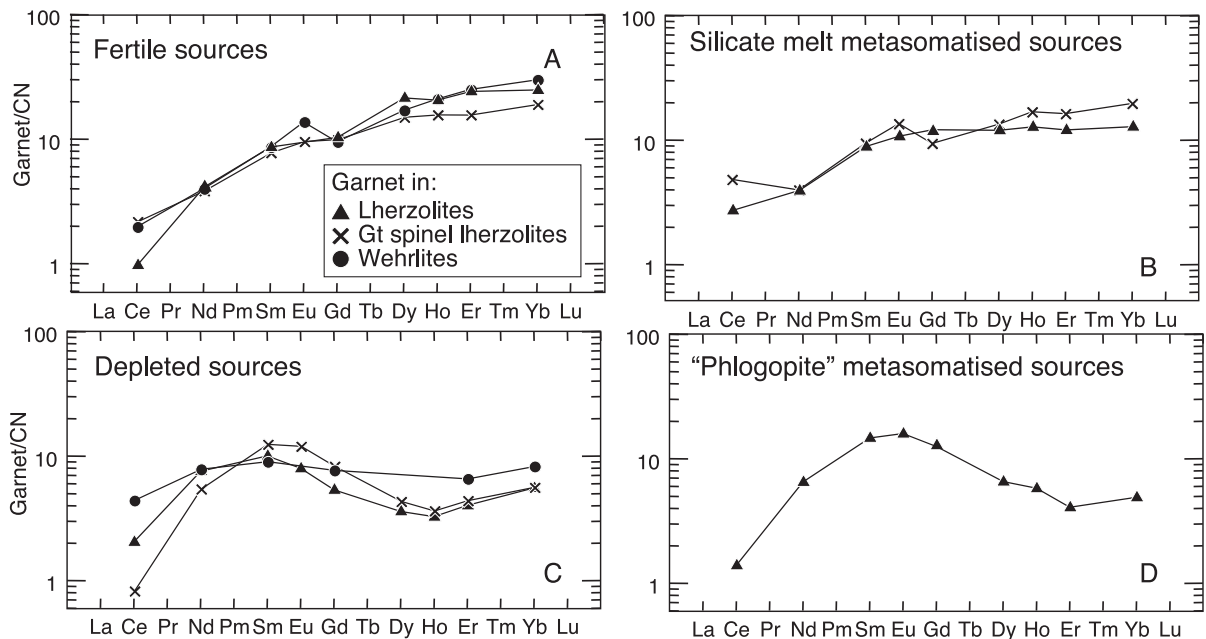 100
Fertile sources
A
Garnet/CN
10
1
Garnet in:
Lherzolites
Gt spinel lherzolites
Wehrlites
La Ce Pr Nd Pm Sm Eu Gd Tb Dy Ho Er Tm Yb Lu
100
Silicate melt metasomatised sources
10
1
B
La Ce Pr Nd Pm Sm Eu Gd Tb Dy Ho Er Tm Yb Lu
100
Depleted sources
Garnet/CN
10
1
C
La Ce Pr Nd Pm Sm Eu Gd Tb Dy Ho Er Tm Yb Lu
100
“Phlogopite” metasomatised sources
10
1
D
La Ce Pr Nd Pm Sm Eu Gd Tb Dy Ho Er Tm Yb Lu